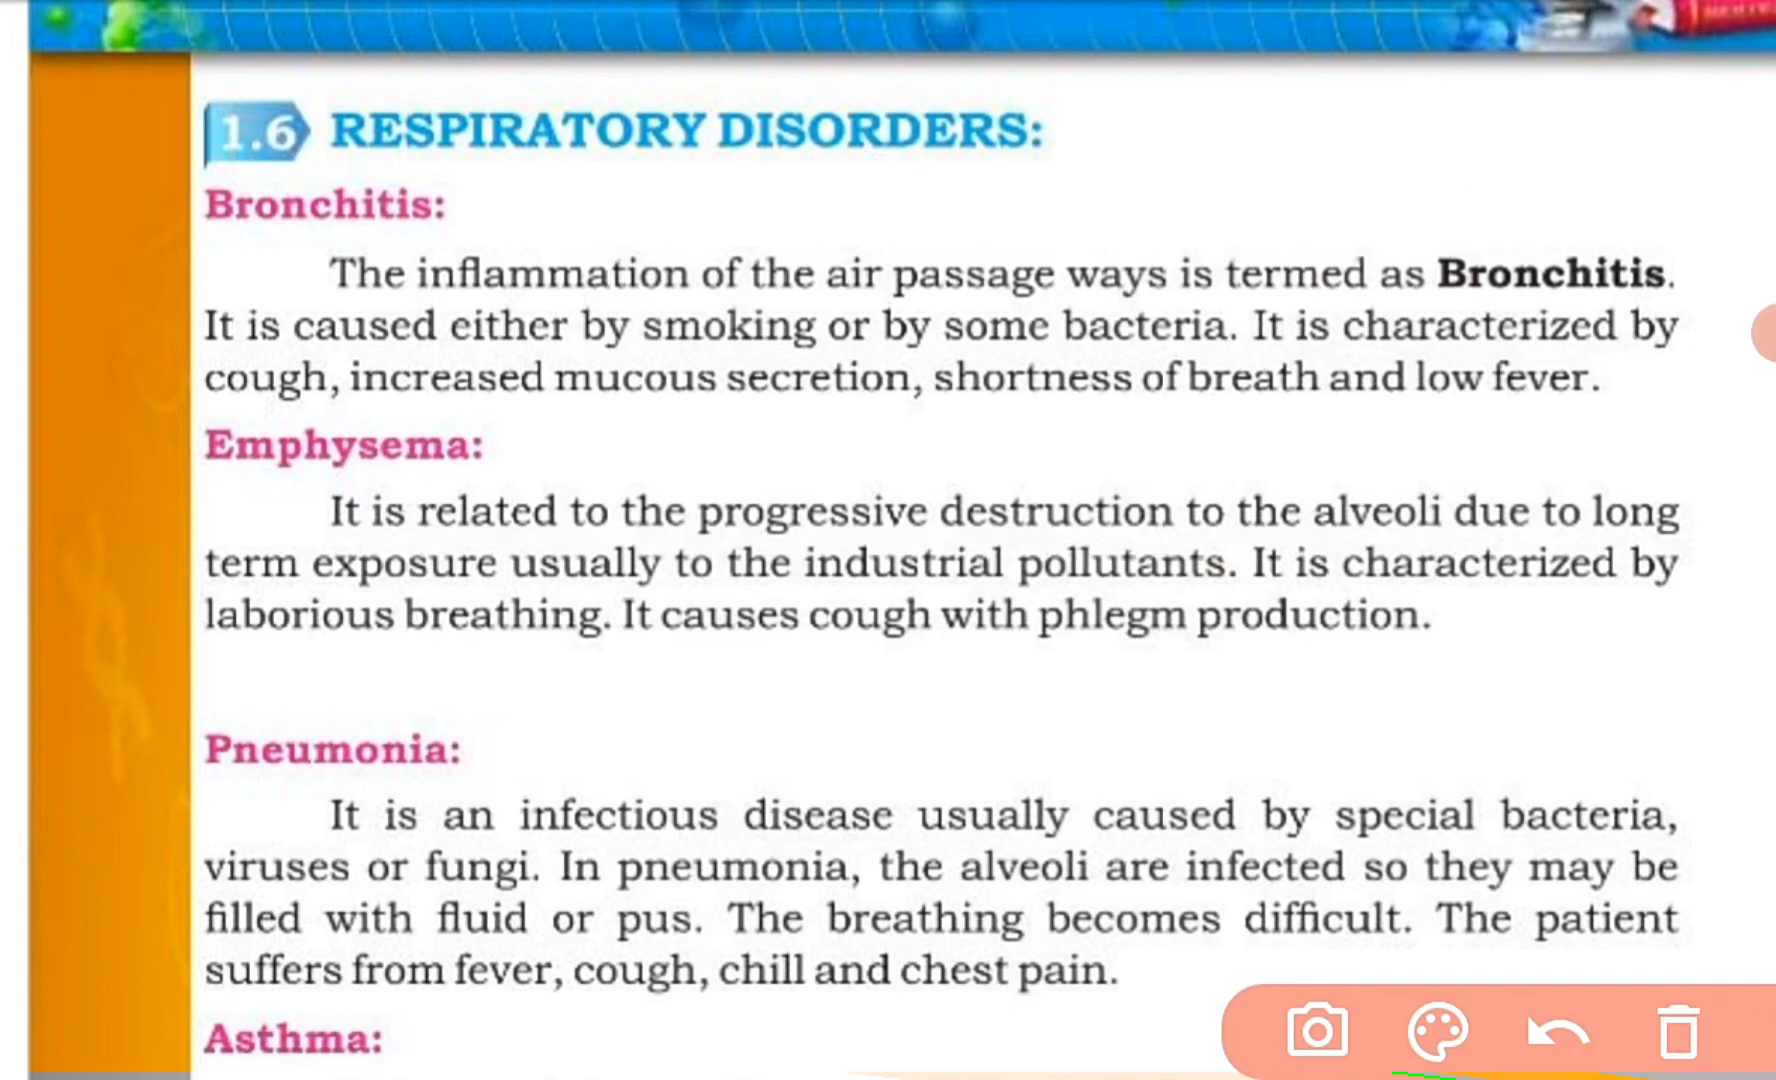 1.6 RESPIRATORY DISORDERS:
Bronchitis:
The inflammation of the air passage ways is termed as Bronchitis.
It is caused either by smoking or by some bacteria. It is characterized by
cough, increased mucous secretion, shortness of breath and low fever.
Emphysema:
It is related to the progressive destruction to the alveoli due to long
term exposure usually to the industrial pollutants. It is characterized by
laborious breathing. It causes cough with phlegm production.
Pneumonia:
It is an infectious disease usually caused by special bacteria,
viruses or fungi. In pneumonia, the alveoli are infected so they may be
filled with fluid or pus. The breathing becomes difficult. The patient
suffers from fever, cough, chill and chest pain.
Asthma: